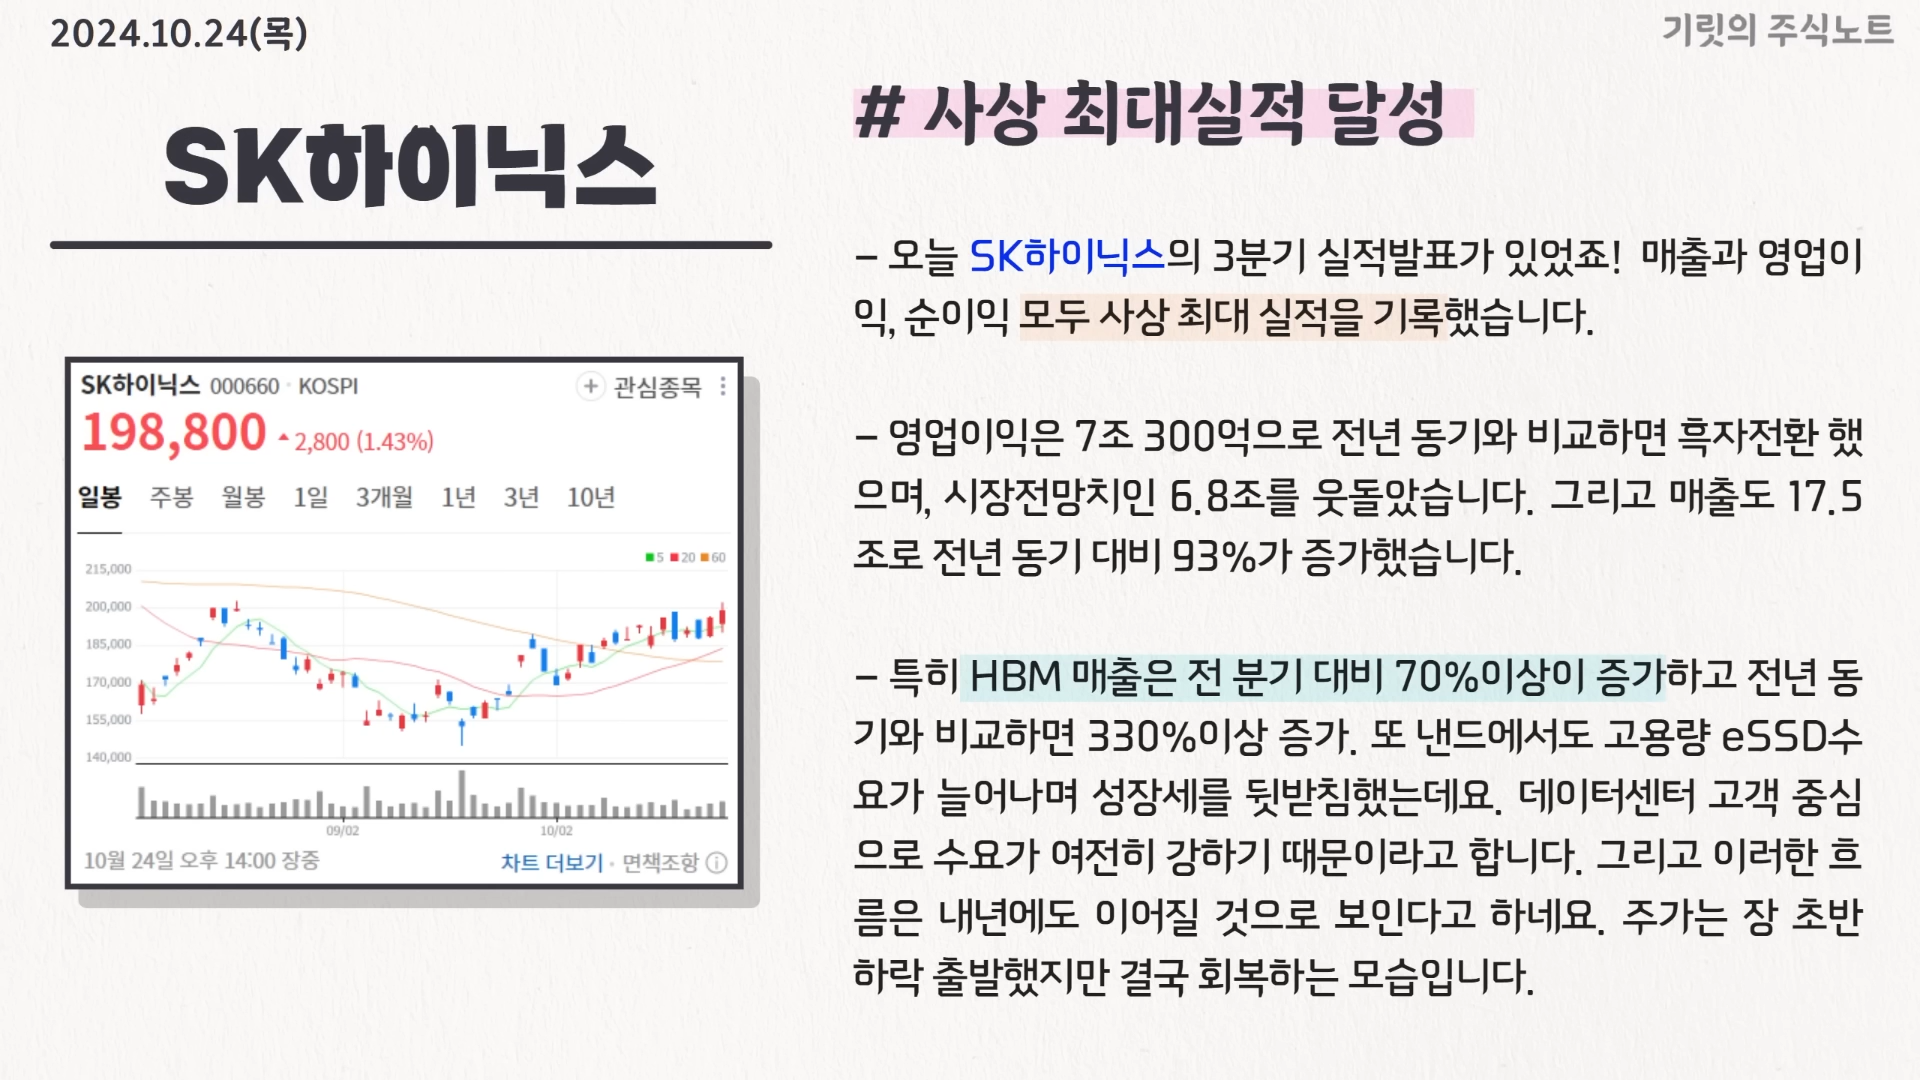 2024.10.24(목)
기릿의 주식노트
SK하이닉스
SK하이닉스 000660 · KOSPI
+ 관심종목
198,800 ▲ 2,800 (1.43%)
일봉 주봉 월봉 1일 3개월 1년 3년 10년
5 20 60
215,000
200,000
185,000
170,000
155,000
140,000
09/02 10/02
10월 24일 오후 14:00 장중
차트 더보기 · 면책조항
# 사상 최대실적 달성
– 오늘 SK하이닉스의 3분기 실적발표가 있었죠! 매출과 영업이
익, 순이익 모두 사상 최대 실적을 기록했습니다.
– 영업이익은 7조 300억으로 전년 동기와 비교하면 흑자전환 했
으며, 시장전망치인 6.8조를 웃돌았습니다. 그리고 매출도 17.5
조로 전년 동기 대비 93%가 증가했습니다.
– 특히 HBM 매출은 전 분기 대비 70%이상이 증가하고 전년 동
기와 비교하면 330%이상 증가. 또 낸드에서도 고용량 eSSD수
요가 늘어나며 성장세를 뒷받침했는데요. 데이터센터 고객 중심
으로 수요가 여전히 강하기 때문이라고 합니다. 그리고 이러한 흐
름은 내년에도 이어질 것으로 보인다고 하네요. 주가는 장 초반
하락 출발했지만 결국 회복하는 모습입니다.